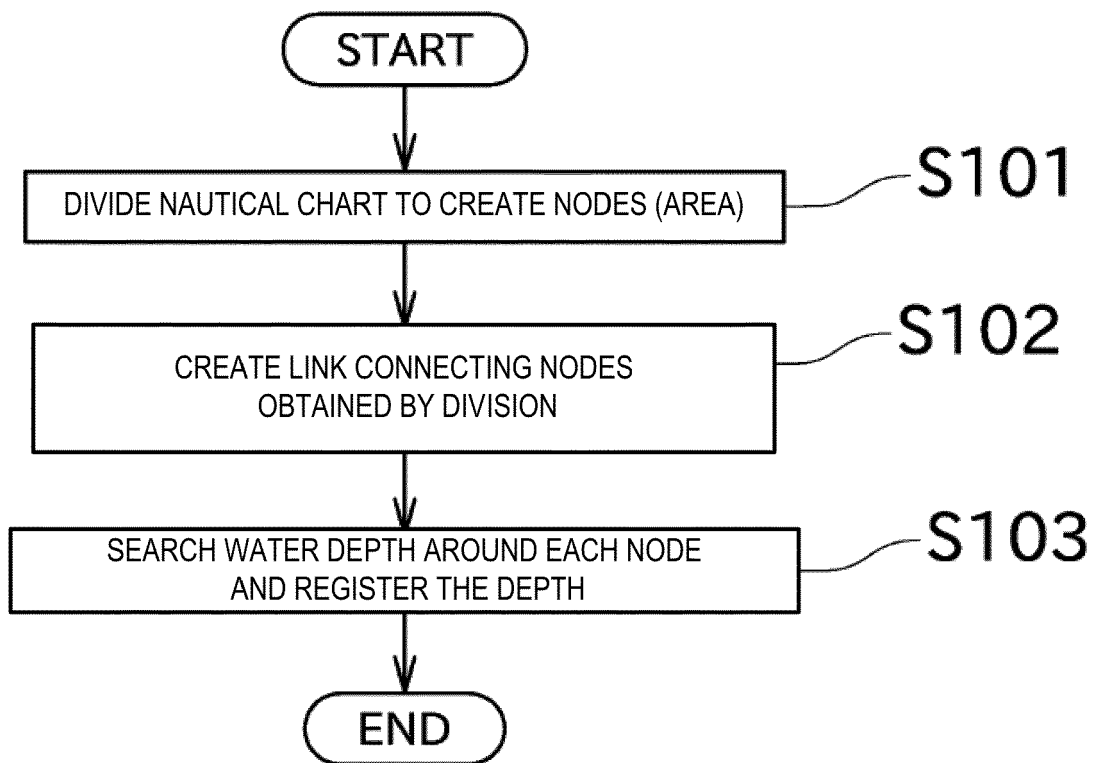 START
DIVIDE NAUTICAL CHART TO CREATE NODES (AREA)
S101
CREATE LINK CONNECTING NODES
OBTAINED BY DIVISION
S102
SEARCH WATER DEPTH AROUND EACH NODE
AND REGISTER THE DEPTH
S103
END